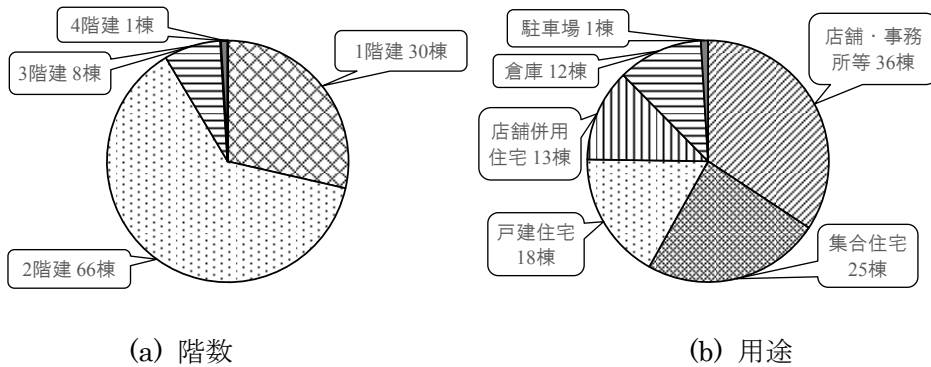 4階建 1棟
3階建 8棟
1階建 30棟
2階建 66棟
(a) 階数
駐車場 1棟
倉庫 12棟
店舗併用
住宅 13棟
戸建住宅
18棟
店舗・事務
所等 36棟
集合住宅
25棟
(b) 用途